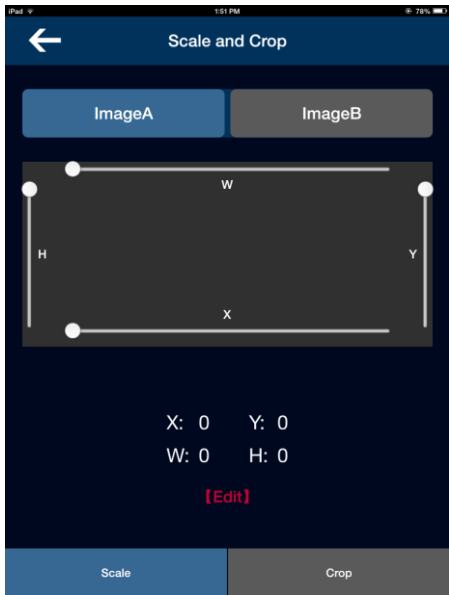 iPad 1:51 PM 78%
Scale and Crop
ImageA ImageB
W
H Y
X
X: 0 Y: 0
W: 0 H: 0
【Edit】
Scale Crop